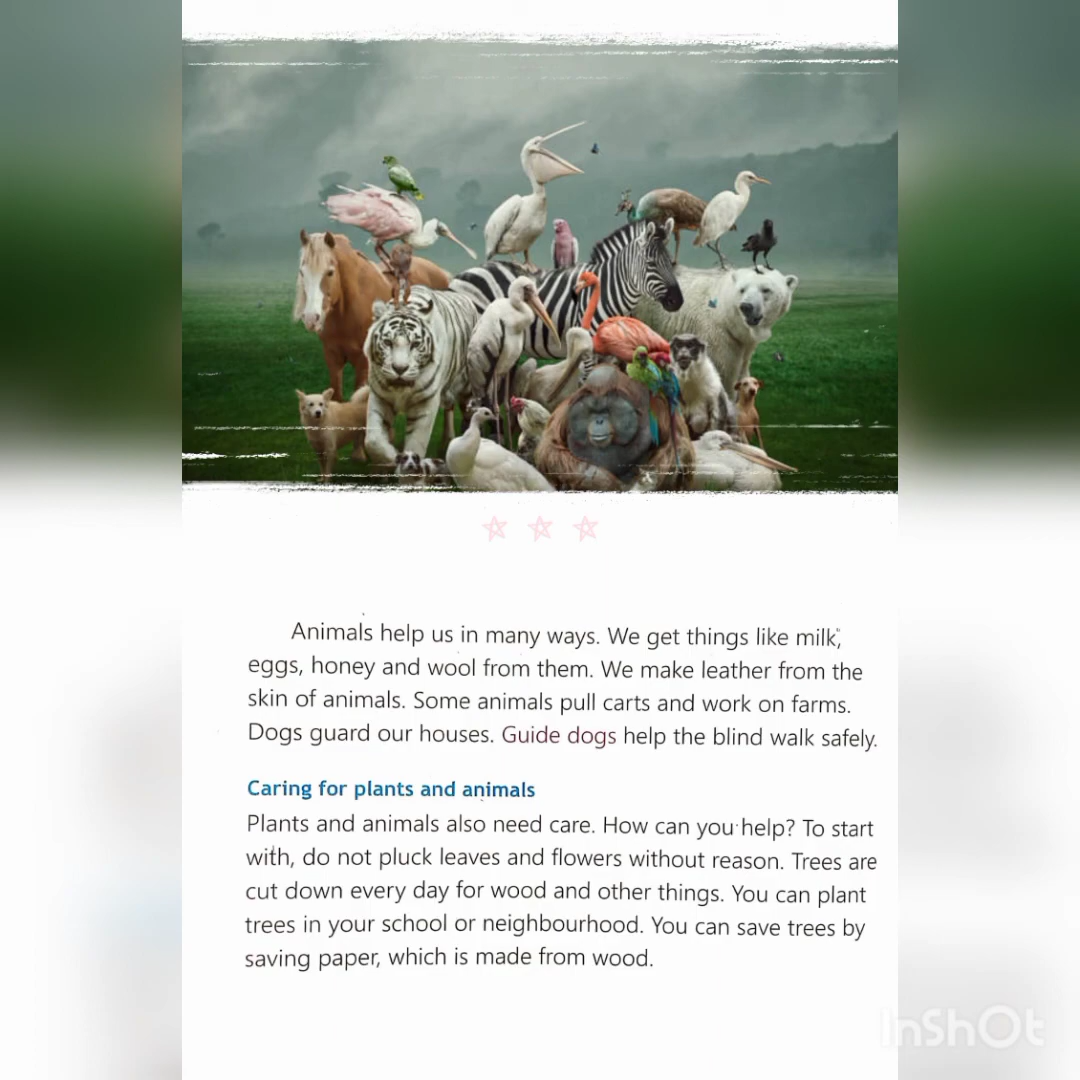 Animals help us in many ways. We get things like milk,
eggs, honey and wool from them. We make leather from the
skin of animals. Some animals pull carts and work on farms.
Dogs guard our houses. Guide dogs help the blind walk safely.
Caring for plants and animals
Plants and animals also need care. How can you help? To start
with, do not pluck leaves and flowers without reason. Trees are
cut down every day for wood and other things. You can plant
trees in your school or neighbourhood. You can save trees by
saving paper, which is made from wood.
InShOt